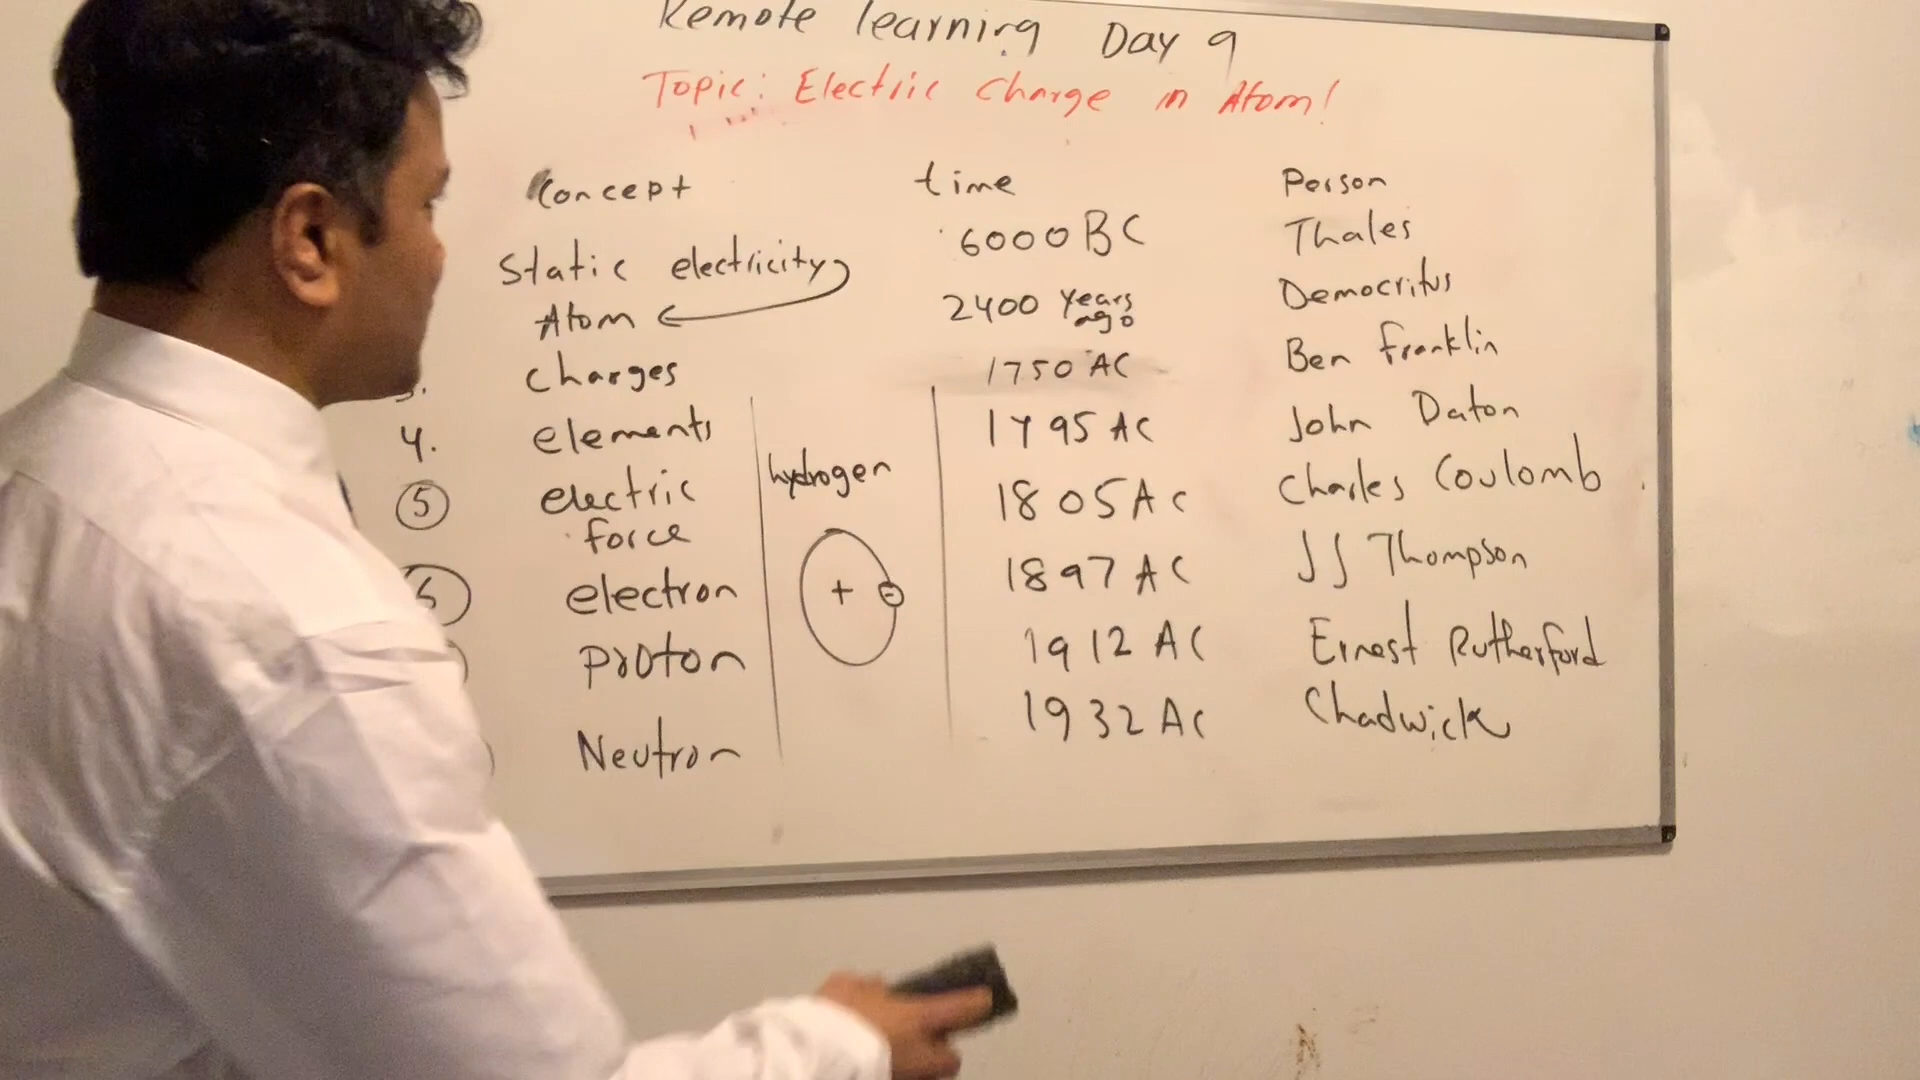 Remote learning Day 9
Topic: Electric Charge in Atom!
Concept time Person
Static electricity 6000 BC Thales
Atom 2400 years ago Democritus
3. Charges 1750 AC Ben Franklin
4. elements 1795 AC John Daton
5 electric force 1805 AC Charles Coulomb
hydrogen
+ -
6 electron 1897 AC JJ Thompson
Proton 1912 AC Ernest Rutherford
Neutron 1932 AC Chadwick